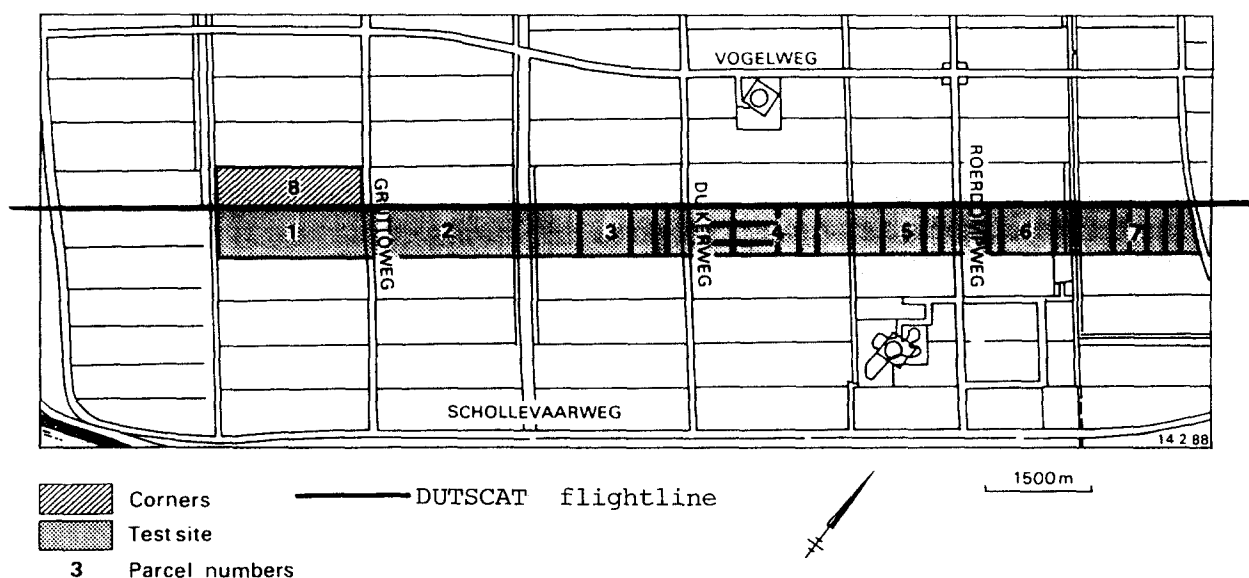 VOGELWEG
ROERDOMPWEG
8
GRUTTOWEG
DUIKERWEG
1
2
3
4
5
6
7
SCHOLLEVAARWEG
14 2 88
1500 m
Corners
DUTSCAT flightline
Test site
3 Parcel numbers